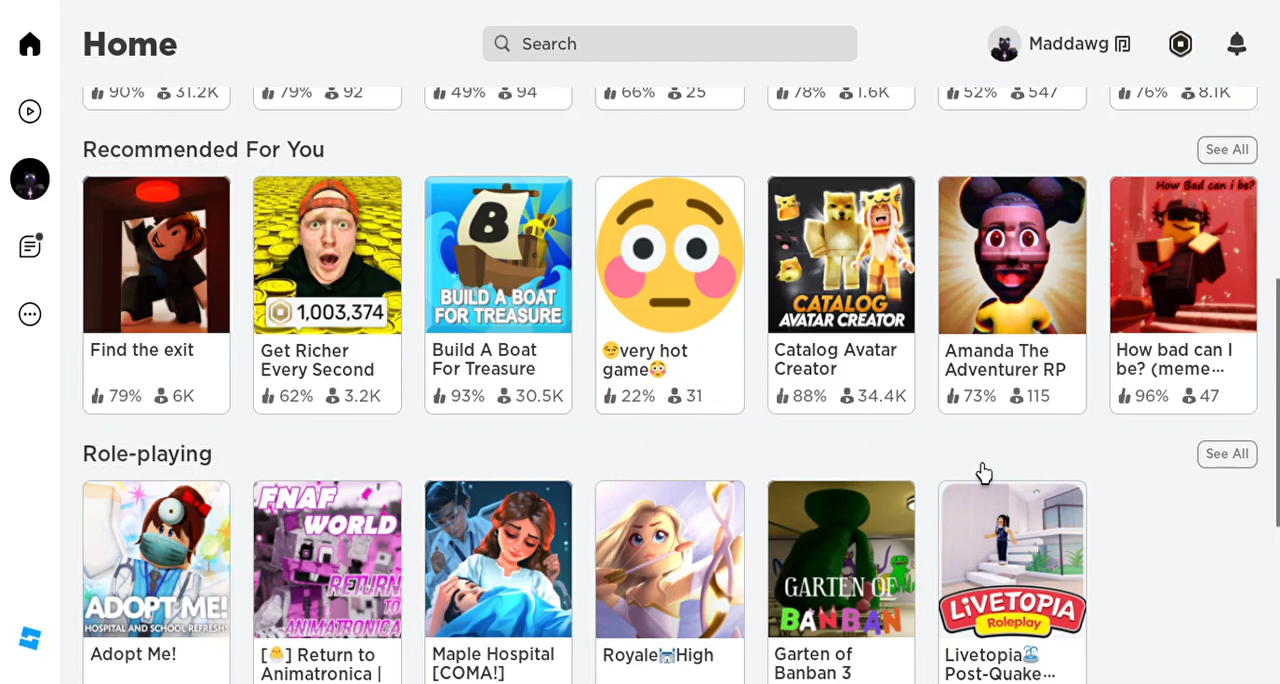 Home
Search
Maddawg
90% 31.2K
79% 92
49% 94
66% 25
78% 1.6K
52% 547
76% 8.1K
Recommended For You
See All
1,003,374
B
BUILD A BOAT
FOR TREASURE
CATALOG
AVATAR CREATOR
How Bad can i be?
Find the exit
79% 6K
Get Richer
Every Second
62% 3.2K
Build A Boat
For Treasure
93% 30.5K
😏very hot
game😳
22% 31
Catalog Avatar
Creator
88% 34.4K
Amanda The
Adventurer RP
73% 115
How bad can I
be? (meme...
96% 47
Role-playing
See All
ADOPT ME!
HOSPITAL AND SCHOOL REFRESH!
FNAF
WORLD
RETURN
TO
ANIMATRONICA
GARTEN OF
BANBAN
LIVETOPIA
Roleplay
Adopt Me!
[🐣] Return to
Animatronica |
Maple Hospital
[COMA!]
Royale🏰High
Garten of
Banban 3
Livetopia⛲
Post-Quake...